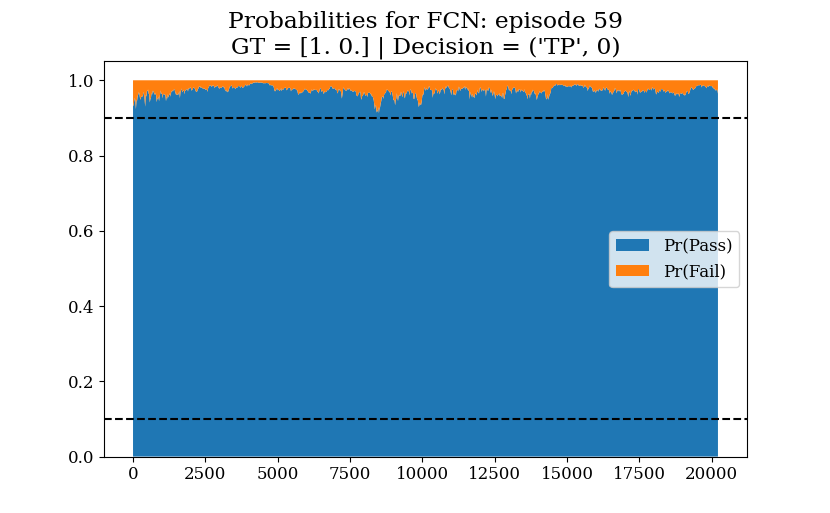 Probabilities for FCN: episode 59
GT = [1. 0.] | Decision = ('TP', 0)
1.0
0.8
0.6
0.4
0.2
0.0
Pr(Pass)
Pr(Fail)
0 2500 5000 7500 10000 12500 15000 17500 20000